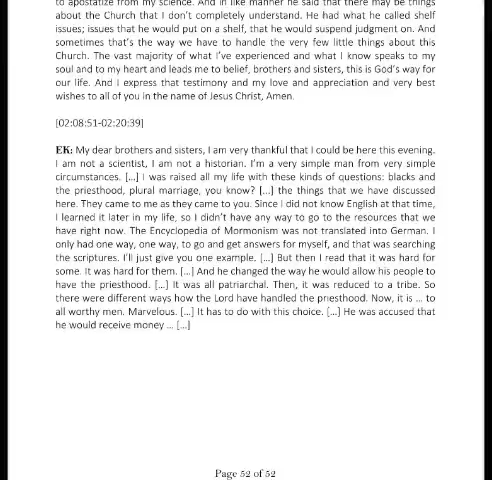 to apostatize from my science. And in like manner he said that there may be things
about the Church that I don't completely understand. He had what he called shelf
issues; issues that he would put on a shelf, that he would suspend judgment on. And
sometimes that's the way we have to handle the very few little things about this
Church. The vast majority of what I've experienced and what I know speaks to my
soul and to my heart and leads me to belief, brothers and sisters, this is God's way for
our life. And I express that testimony and my love and appreciation and very best
wishes to all of you in the name of Jesus Christ, Amen.
[02:08:51-02:20:39]
EK: My dear brothers and sisters, I am very thankful that I could be here this evening.
I am not a scientist, I am not a historian. I'm a very simple man from very simple
circumstances. [...] I was raised all my life with these kinds of questions: blacks and
the priesthood, plural marriage, you know? [...] the things that we have discussed
here. They came to me as they came to you. Since I did not know English at that time,
I learned it later in my life, so I didn't have any way to go to the resources that we
have right now. The Encyclopedia of Mormonism was not translated into German. I
only had one way, one way, to go and get answers for myself, and that was searching
the scriptures. I'll just give you one example. [...] But then I read that it was hard for
some. It was hard for them. [...] And he changed the way he would allow his people to
have the priesthood. [...] It was all patriarchal. Then, it was reduced to a tribe. So
there were different ways how the Lord have handled the priesthood. Now, it is ... to
all worthy men. Marvelous. [...] It has to do with this choice. [...] He was accused that
he would receive money ... [...]
Page 52 of 52